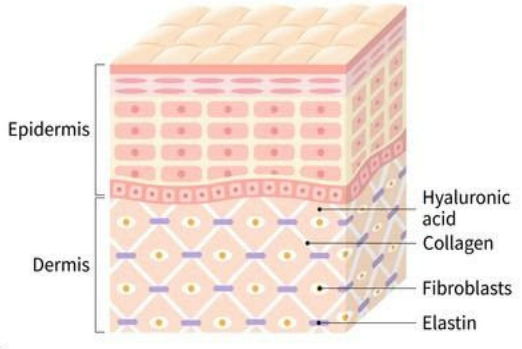 Epidermis
Dermis
Hyaluronic
acid
Collagen
Fibroblasts
Elastin